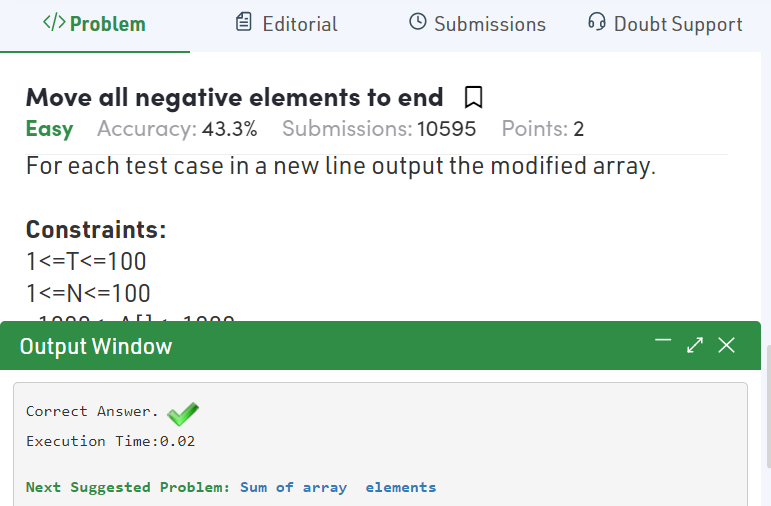 </> Problem
Editorial
Submissions
Doubt Support
Move all negative elements to end
Easy Accuracy: 43.3% Submissions: 10595 Points: 2
For each test case in a new line output the modified array.
Constraints:
1<=T<=100
1<=N<=100
Output Window
Correct Answer.
Execution Time:0.02
Next Suggested Problem: Sum of array elements